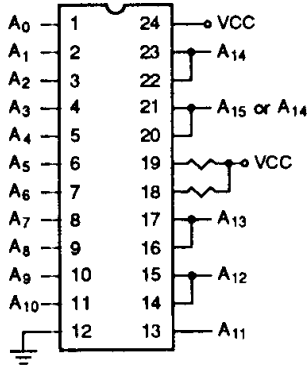 A₀ 1 24 VCC
A₁ 2 23 A₁₄
A₂ 3 22
A₃ 4 21 A₁₅ or A₁₄
A₄ 5 20
A₅ 6 19 VCC
A₆ 7 18
A₇ 8 17 A₁₃
A₈ 9 16
A₉ 10 15 A₁₂
A₁₀ 11 14
12 13 A₁₁